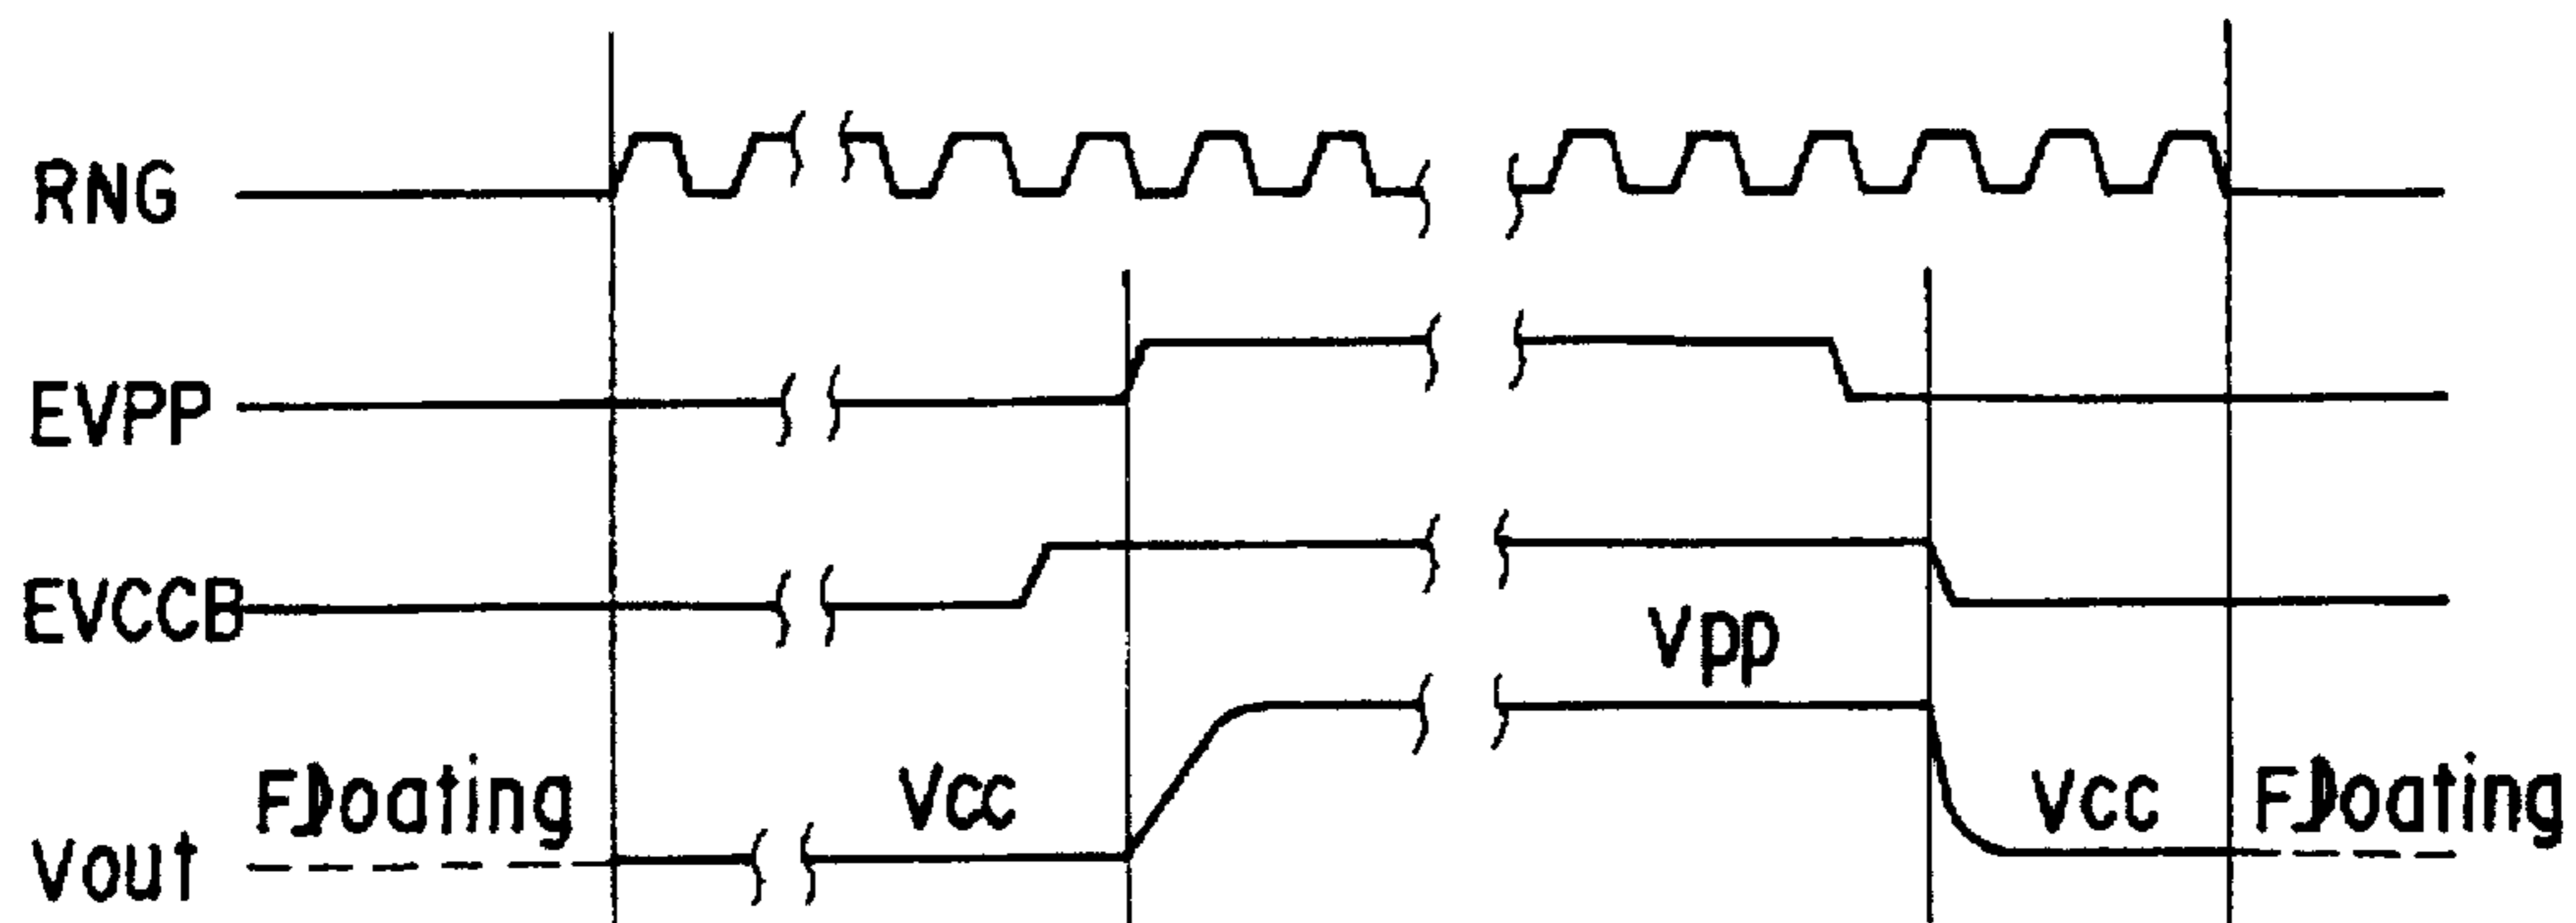 RNG
EVPP
EVCCB
Vpp
Floating
Vcc
Vcc
Floating
Vout